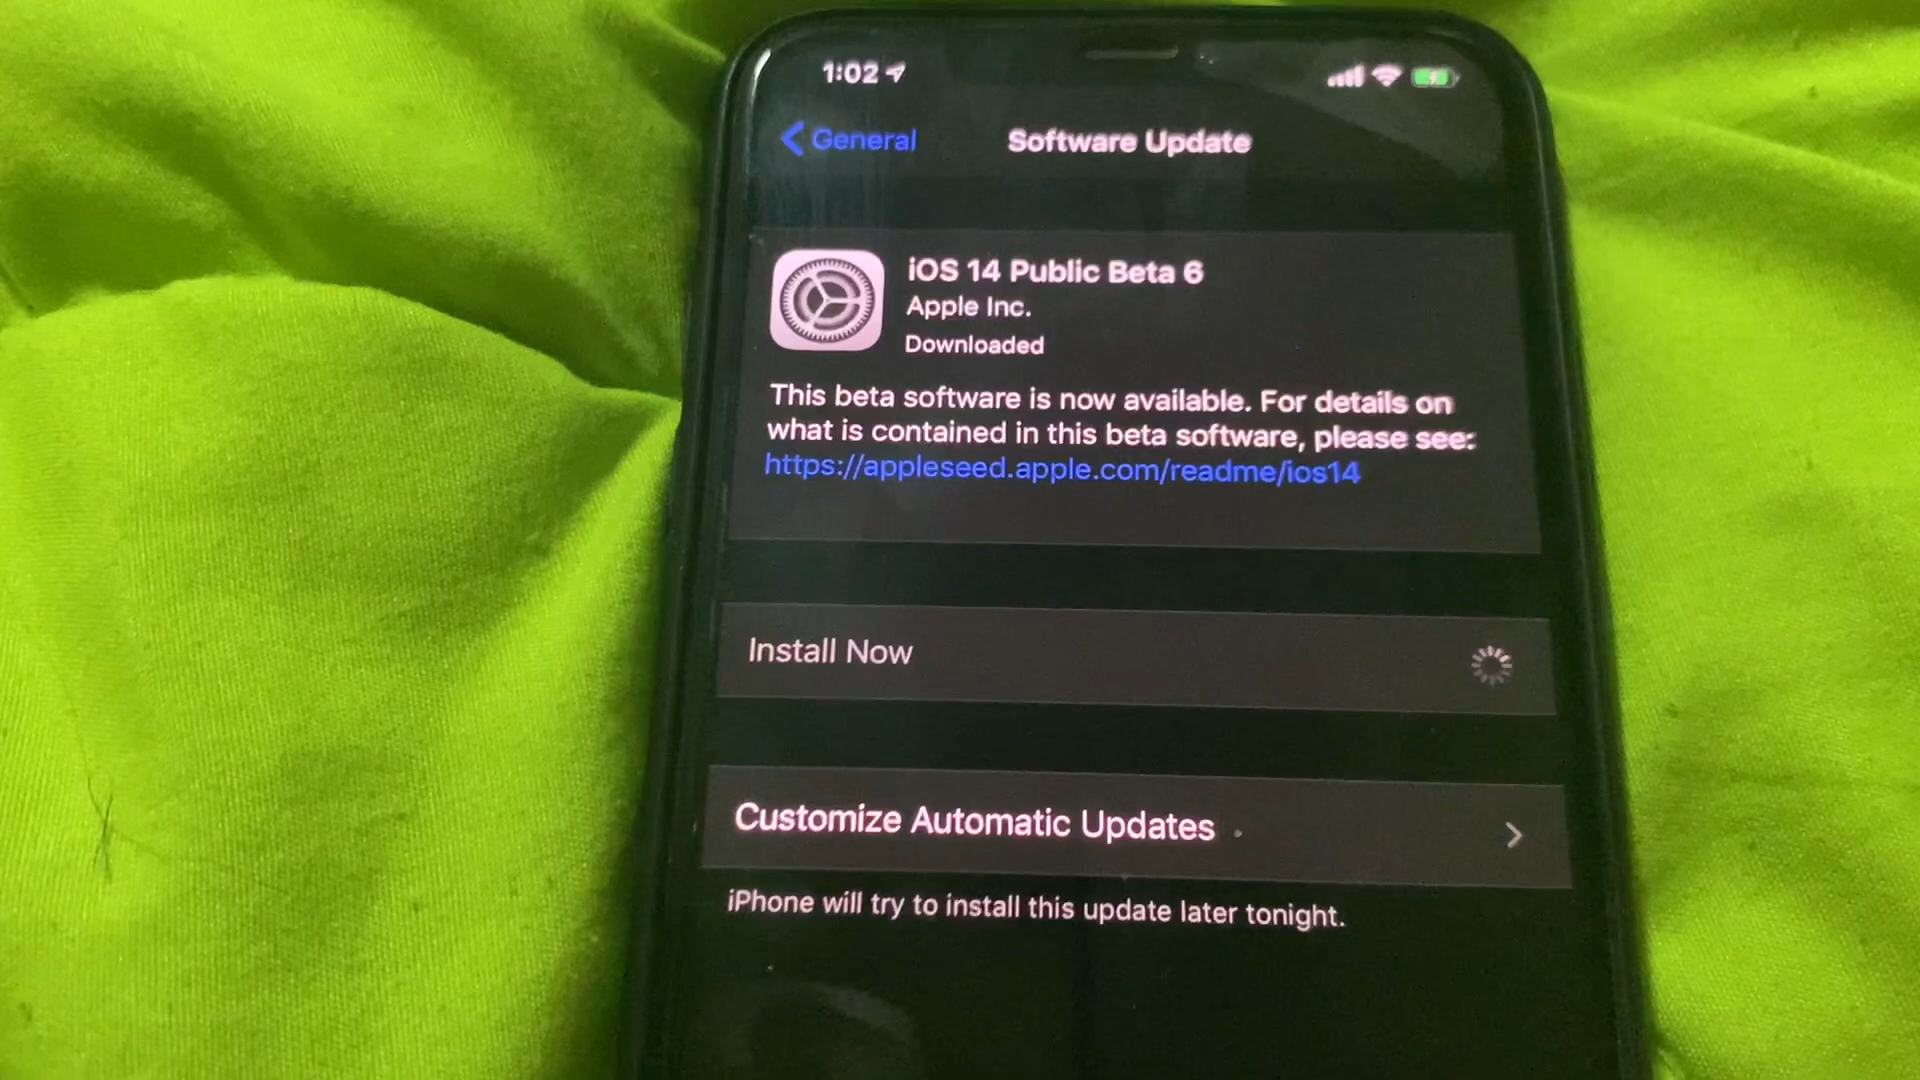 1:02
General
Software Update
iOS 14 Public Beta 6
Apple Inc.
Downloaded
This beta software is now available. For details on
what is contained in this beta software, please see:
https://appleseed.apple.com/readme/ios14
Install Now
Customize Automatic Updates
iPhone will try to install this update later tonight.